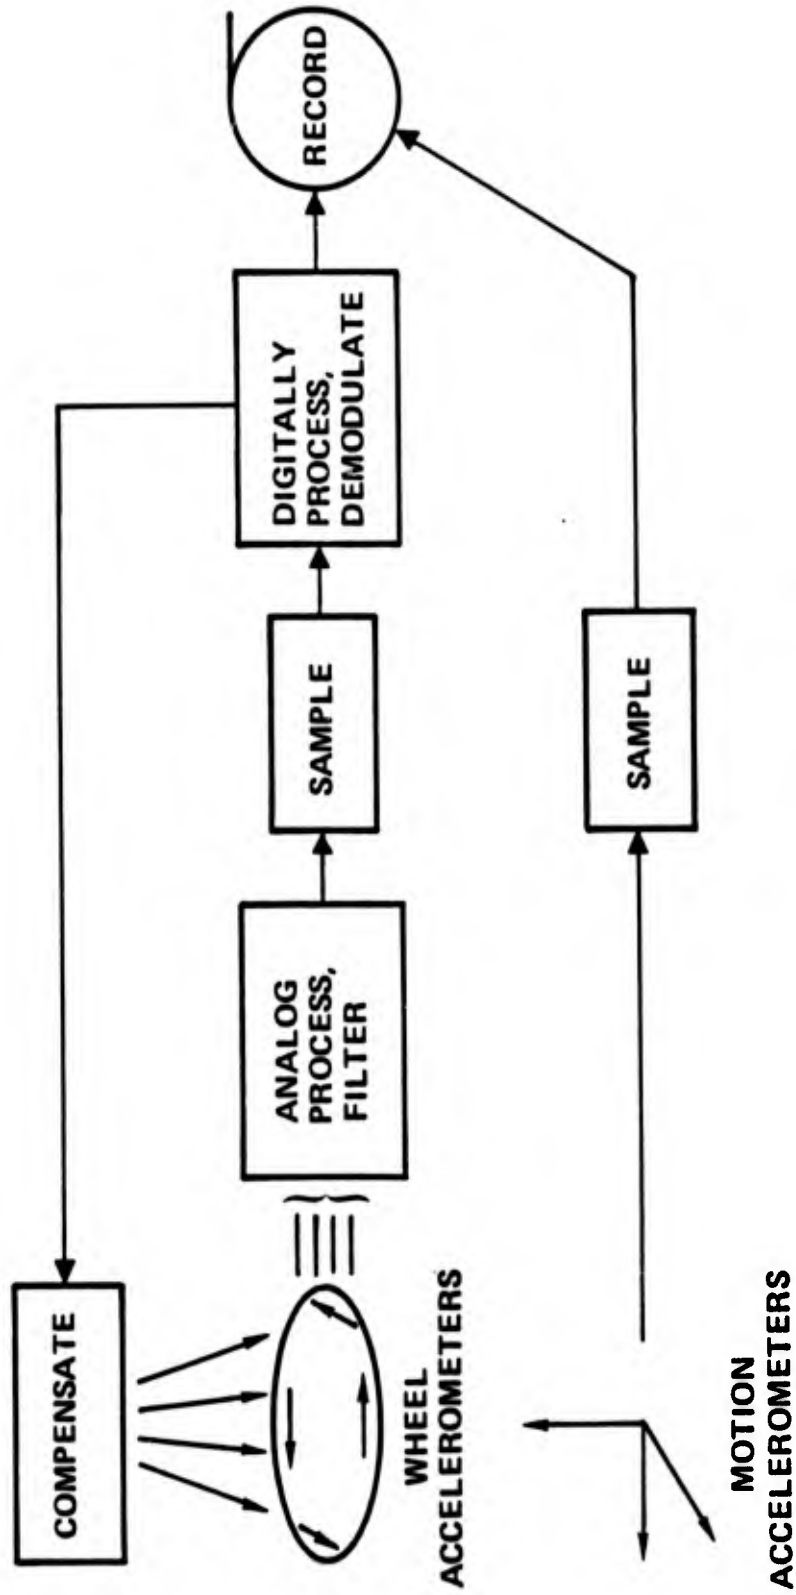 COMPENSATE
WHEEL
ACCELEROMETERS
ANALOG
PROCESS,
FILTER
SAMPLE
DIGITALLY
PROCESS,
DEMODULATE
RECORD
MOTION
ACCELEROMETERS
SAMPLE